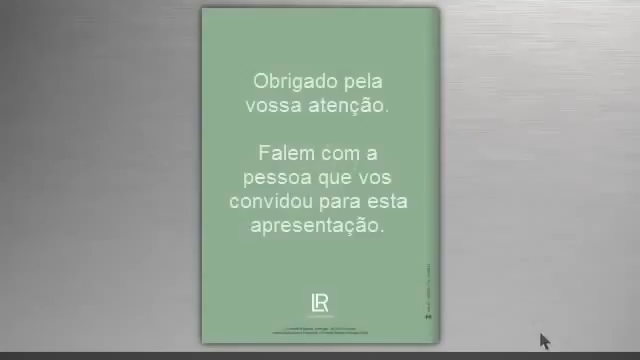 Obrigado pela
vossa atenção.
Falem com a
pessoa que vos
convidou para esta
apresentação.
LR